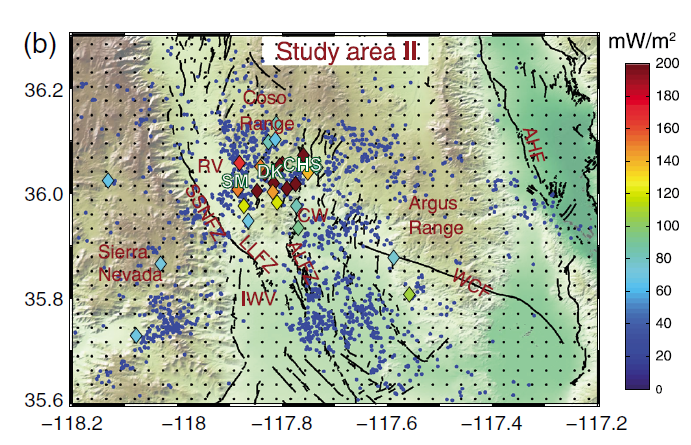 (b)
Study area II
mW/m²
Coso
Range
RV
SM
DK
CHS
SSNFZ
CW
LLFZ
ALFZ
IWV
Sierra
Nevada
Argus
Range
AHF
WCF
36.2
36.0
35.8
35.6
−118.2
−118
−117.8
−117.6
−117.4
−117.2
200
180
160
140
120
100
80
60
40
20
0